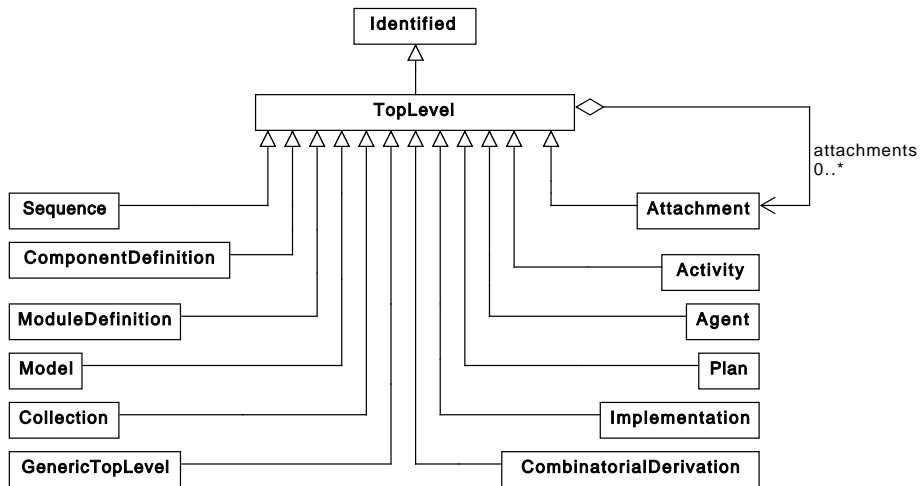 Identified
TopLevel
attachments
0..*
Sequence
Attachment
ComponentDefinition
Activity
ModuleDefinition
Agent
Model
Plan
Collection
Implementation
GenericTopLevel
CombinatorialDerivation